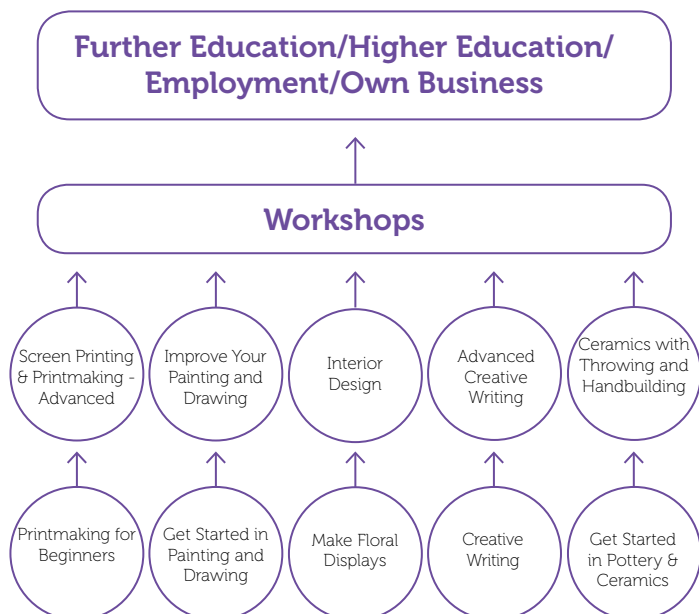 Further Education/Higher Education/
Employment/Own Business
Workshops
Screen Printing
& Printmaking -
Advanced
Improve Your
Painting and
Drawing
Interior
Design
Advanced
Creative
Writing
Ceramics with
Throwing and
Handbuilding
Printmaking for
Beginners
Get Started in
Painting and
Drawing
Make Floral
Displays
Creative
Writing
Get Started
in Pottery &
Ceramics